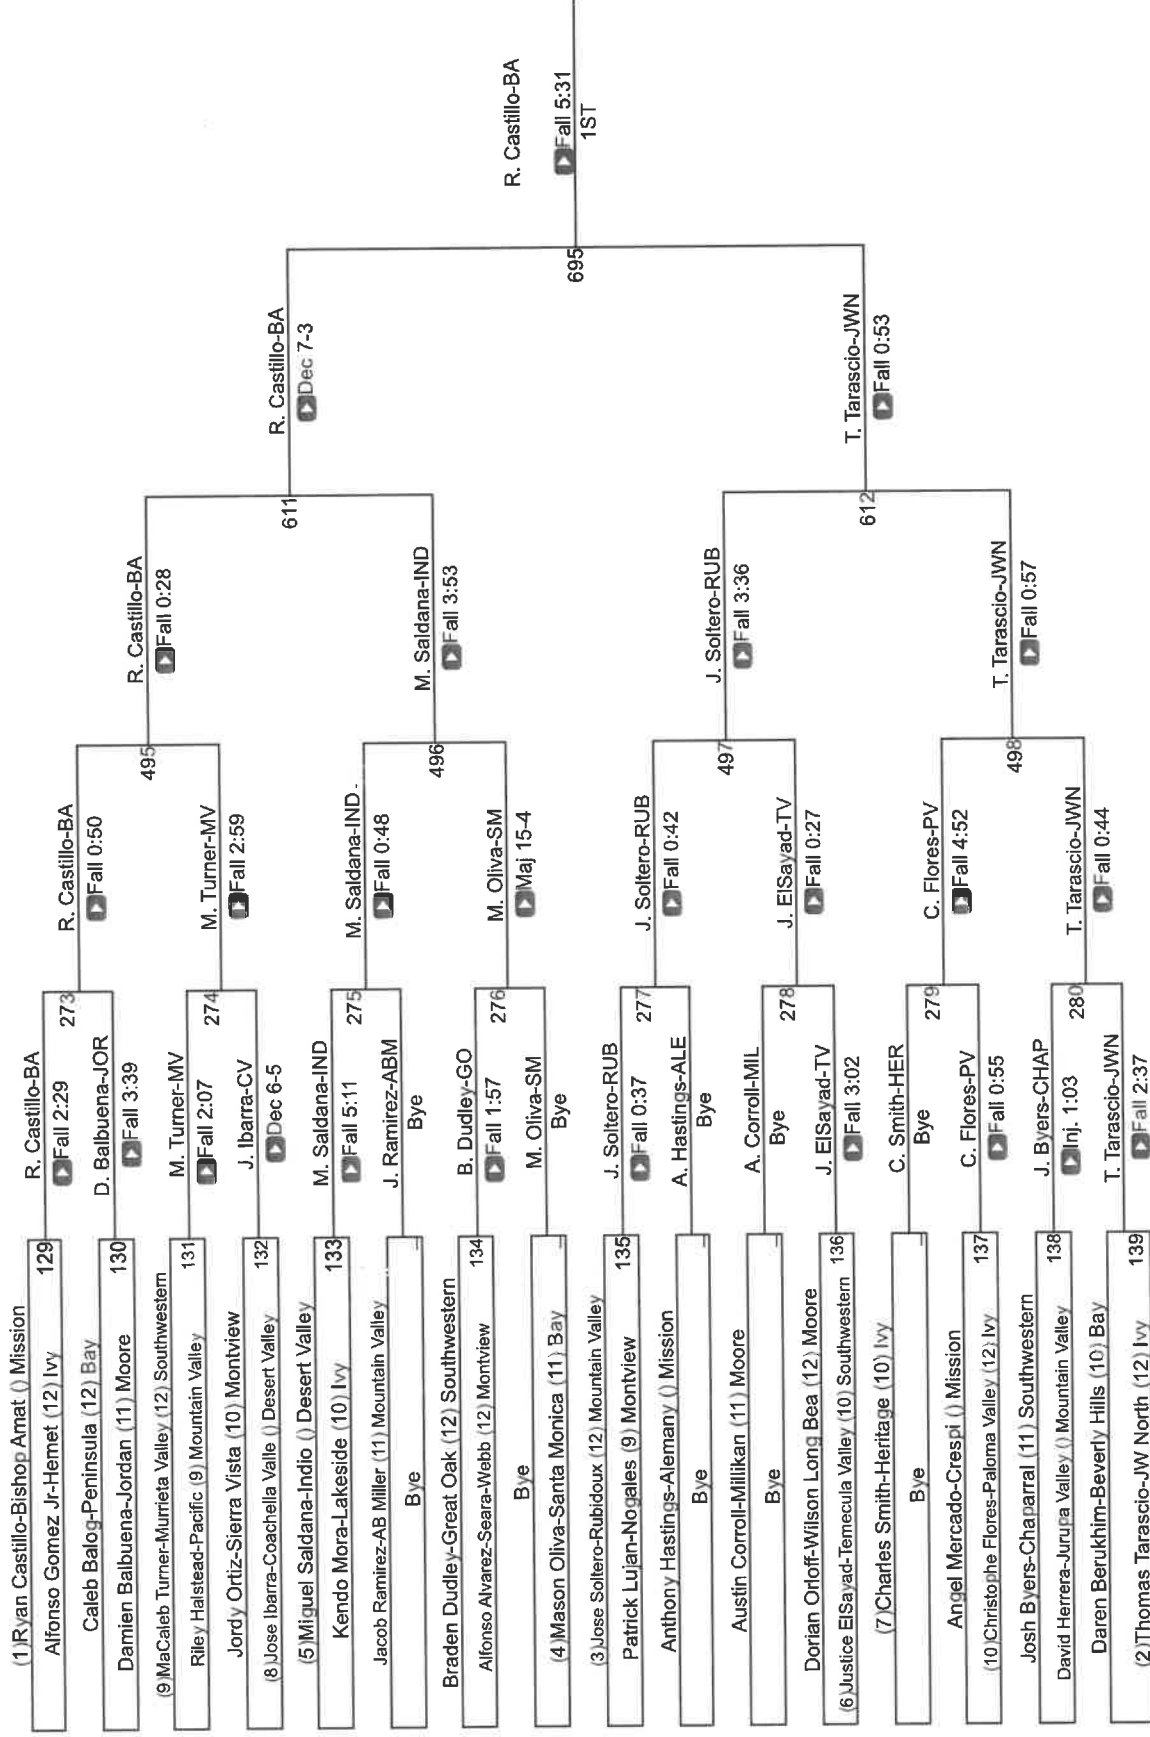 (1)Ryan Castillo-Bishop Amat () Mission
Alfonso Gomez Jr-Hemet (12) Ivy
Caleb Balog-Peninsula (12) Bay
Damien Balbuena-Jordan (11) Moore
(9)MaCaleb Turner-Murrieta Valley (12) Southwestern
Riley Halstead-Pacific (9) Mountain Valley
Jordy Ortiz-Sierra Vista (10) Montview
(8)Jose Ibarra-Coachella Valle () Desert Valley
(5)Miguel Saldana-Indio () Desert Valley
Kendo Mora-Lakeside (10) Ivy
Jacob Ramirez-AB Miller (11) Mountain Valley
Bye
Braden Dudley-Great Oak (12) Southwestern
Alfonso Alvarez-Seara-Webb (12) Montview
Bye
(4)Mason Oliva-Santa Monica (11) Bay
(3)Jose Soltero-Rubidoux (12) Mountain Valley
Patrick Lujan-Nogales (9) Montview
Anthony Hastings-Alemany () Mission
Bye
Austin Corroll-Millikan (11) Moore
Bye
Dorian Orloff-Wilson Long Bea (12) Moore
(6)Justice ElSayad-Temecula Valley (10) Southwestern
(7)Charles Smith-Heritage (10) Ivy
Bye
Angel Mercado-Crespi () Mission
(10)Christophe Flores-Paloma Valley (12) Ivy
Josh Byers-Chaparral (11) Southwestern
David Herrera-Jurupa Valley () Mountain Valley
Daren Berukhim-Beverly Hills (10) Bay
(2)Thomas Tarascio-JW North (12) Ivy
129
130
131
132
133
134
135
136
137
138
139
R. Castillo-BA
Fall 2:29
D. Balbuena-JOR
Fall 3:39
M. Turner-MV
Fall 2:07
J. Ibarra-CV
Dec 6-5
M. Saldana-IND
Fall 5:11
J. Ramirez-ABM
Bye
B. Dudley-GO
Fall 1:57
M. Oliva-SM
Bye
J. Soltero-RUB
Fall 0:37
A. Hastings-ALE
Bye
A. Corroll-MIL
Bye
J. ElSayad-TV
Fall 3:02
C. Smith-HER
Bye
C. Flores-PV
Fall 0:55
J. Byers-CHAP
Inj. 1:03
T. Tarascio-JWN
Fall 2:37
273
274
275
276
277
278
279
280
R. Castillo-BA
Fall 0:50
M. Turner-MV
Fall 2:59
M. Saldana-IND
Fall 0:48
M. Oliva-SM
Maj 15-4
J. Soltero-RUB
Fall 0:42
J. ElSayad-TV
Fall 0:27
C. Flores-PV
Fall 4:52
T. Tarascio-JWN
Fall 0:44
495
496
497
498
R. Castillo-BA
Fall 0:28
M. Saldana-IND
Fall 3:53
J. Soltero-RUB
Fall 3:36
T. Tarascio-JWN
Fall 0:57
611
612
R. Castillo-BA
Dec 7-3
T. Tarascio-JWN
Fall 0:53
695
R. Castillo-BA
Fall 5:31
1ST